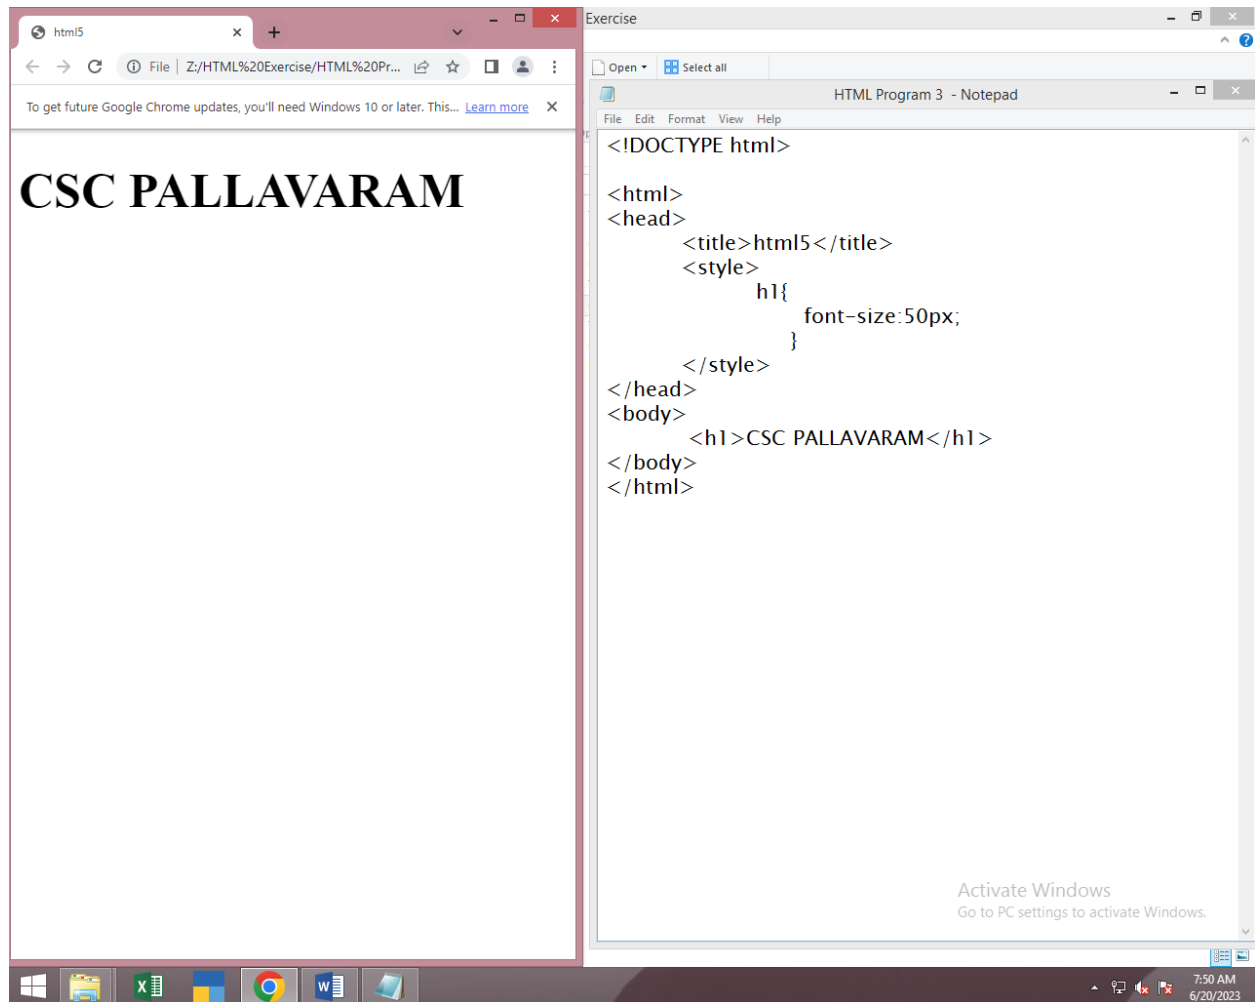 html5
File Z:/HTML%20Exercise/HTML%20Pr...
To get future Google Chrome updates, you'll need Windows 10 or later. This... Learn more
CSC PALLAVARAM
Exercise
Open
Select all
HTML Program 3 - Notepad
File Edit Format View Help
<!DOCTYPE html>
<html>
<head>
<title>html5</title>
<style>
h1{
font-size:50px;
}
</style>
</head>
<body>
<h1>CSC PALLAVARAM</h1>
</body>
</html>
Activate Windows
Go to PC settings to activate Windows.
7:50 AM
6/20/2023